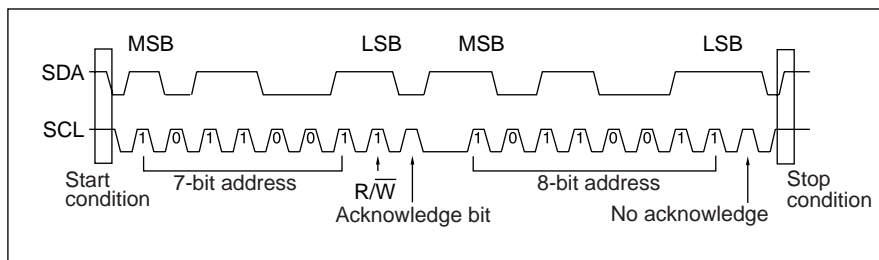 MSB LSB MSB LSB
SDA
SCL 1 0 1 1 0 0 1 1 1 0 1 1 0 0 1 1
Start condition
7-bit address
R/W̅
Acknowledge bit
8-bit address
No acknowledge
Stop condition